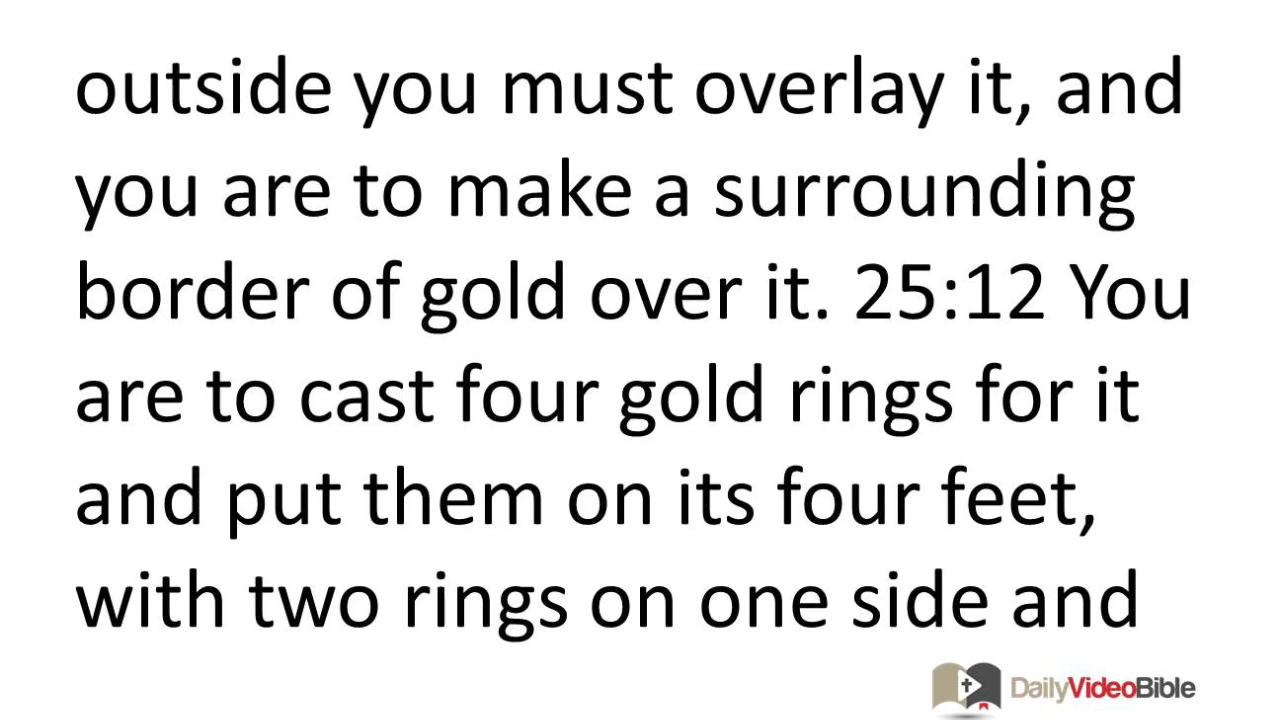 outside you must overlay it, and
you are to make a surrounding
border of gold over it. 25:12 You
are to cast four gold rings for it
and put them on its four feet,
with two rings on one side and
DailyVideoBible